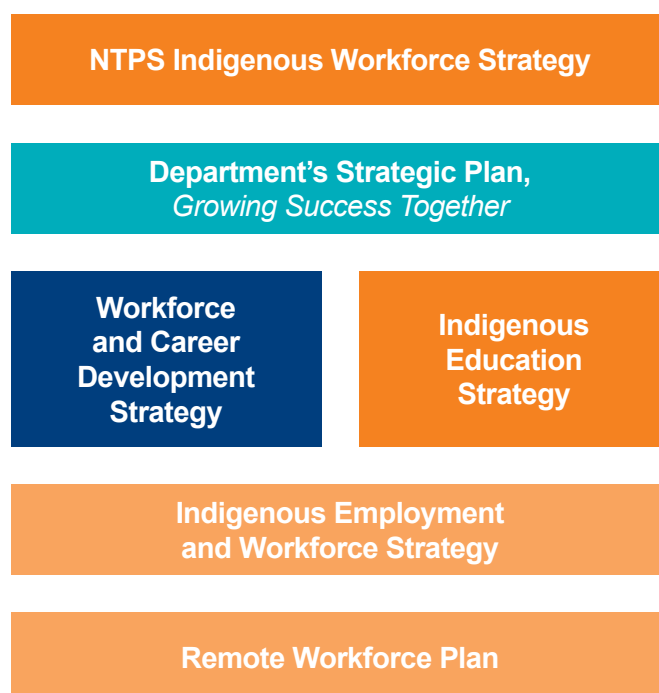 NTPS Indigenous Workforce Strategy
Department’s Strategic Plan,
Growing Success Together
Workforce
and Career
Development
Strategy
Indigenous
Education
Strategy
Indigenous Employment
and Workforce Strategy
Remote Workforce Plan